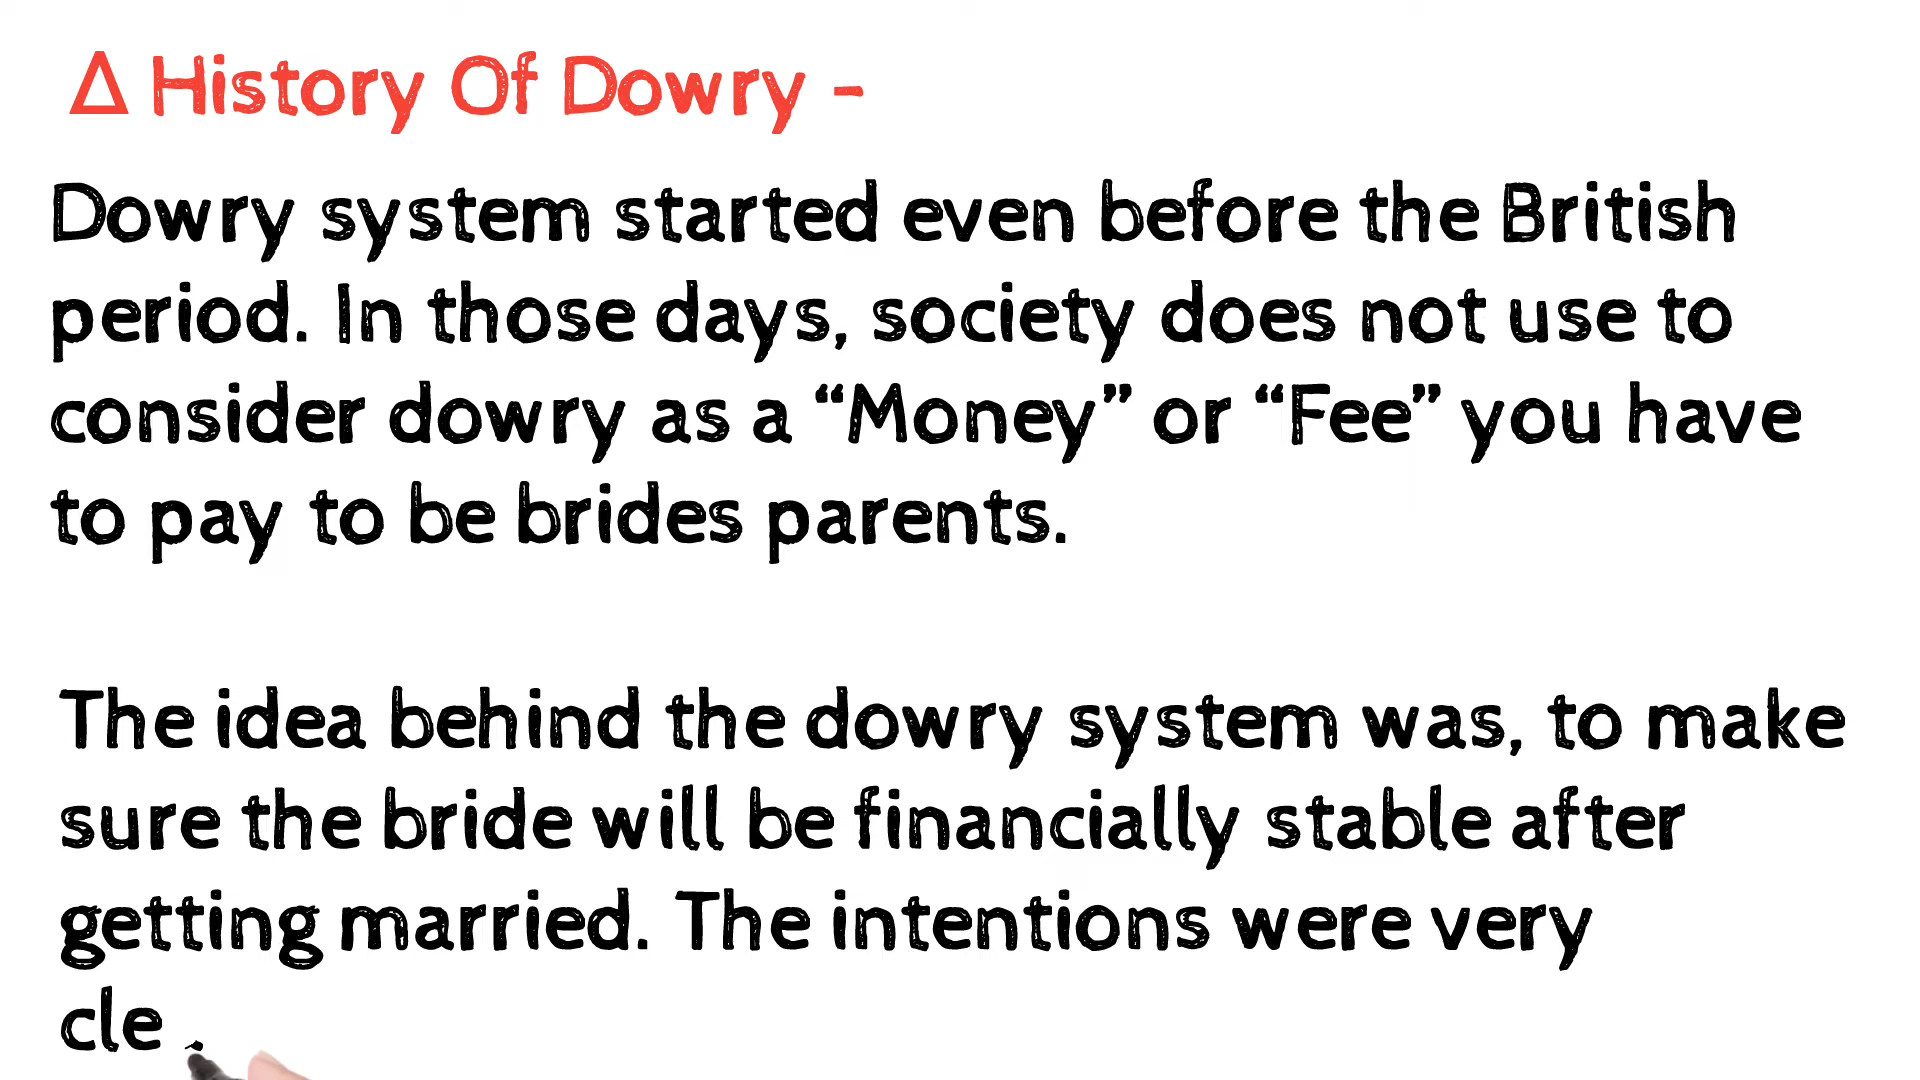 Δ History Of Dowry -
Dowry system started even before the British
period. In those days, society does not use to
consider dowry as a “Money” or “Fee” you have
to pay to be brides parents.
The idea behind the dowry system was, to make
sure the bride will be financially stable after
getting married. The intentions were very
cle